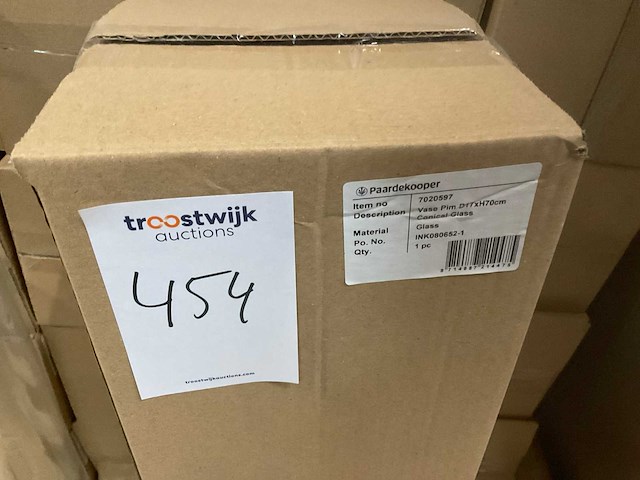 troostwijk
auctions
454
troostwijkauctions.com
Paardekooper
Item no 7020597
Description Vase Pim D17xH70cm
Conical Glass
Material Glass
Po. No. INK080652-1
Qty. 1 pc